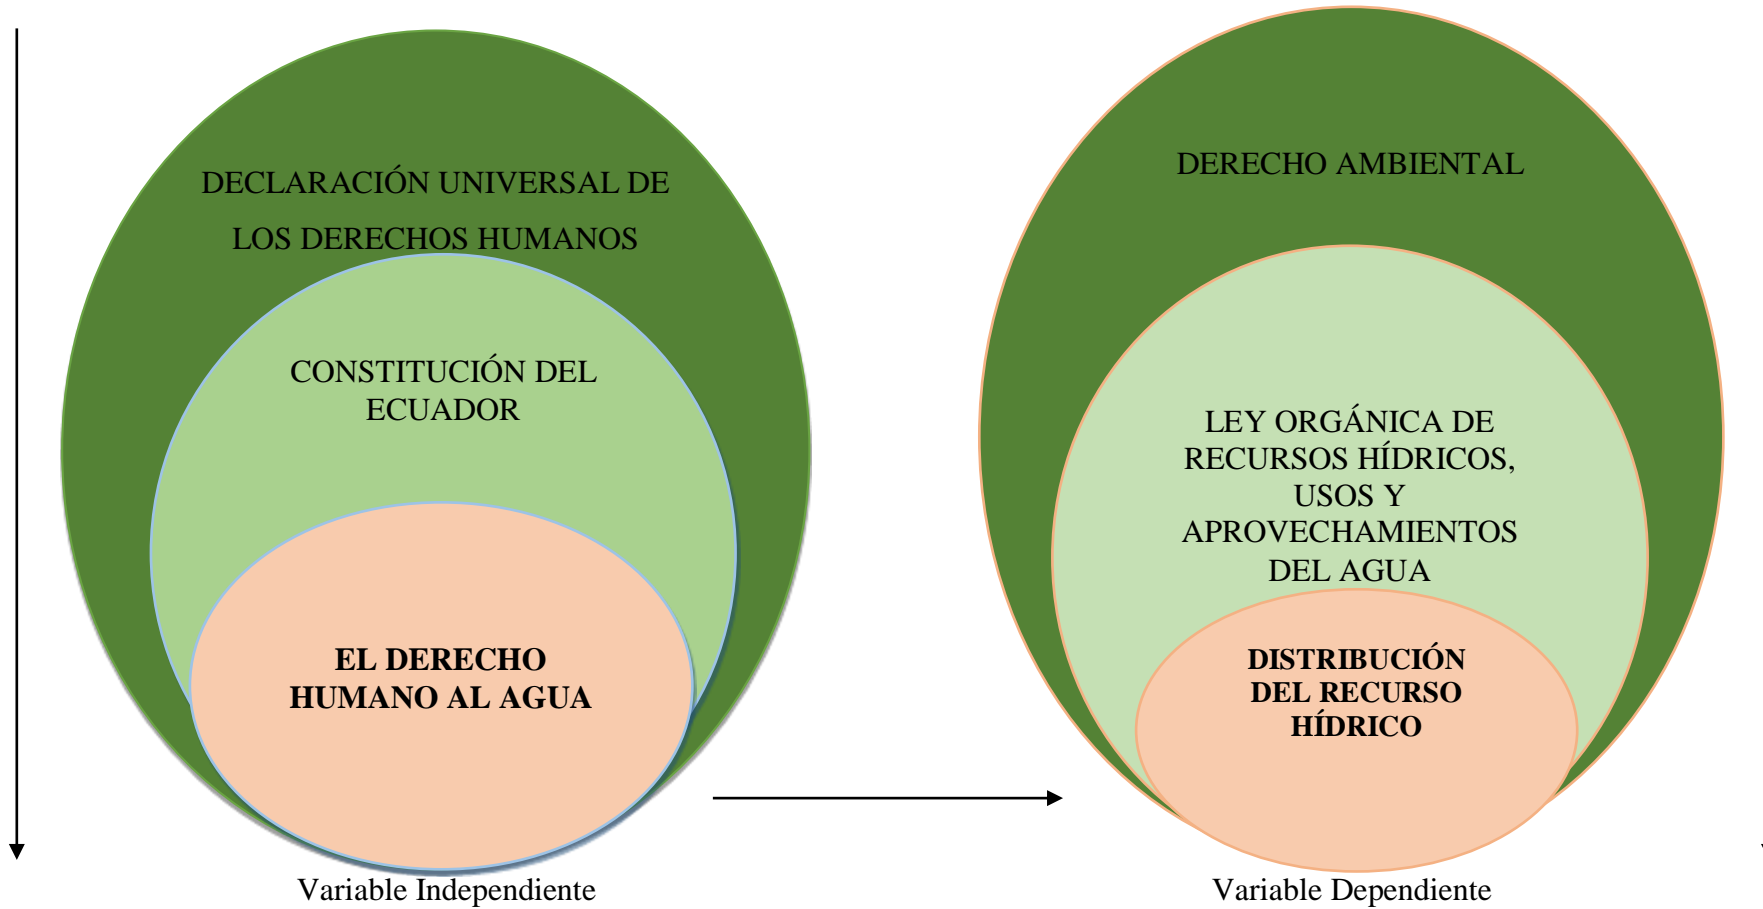 DECLARACIÓN UNIVERSAL DE
LOS DERECHOS HUMANOS
CONSTITUCIÓN DEL
ECUADOR
EL DERECHO
HUMANO AL AGUA
Variable Independiente
DERECHO AMBIENTAL
LEY ORGÁNICA DE
RECURSOS HÍDRICOS,
USOS Y
APROVECHAMIENTOS
DEL AGUA
DISTRIBUCIÓN
DEL RECURSO
HÍDRICO
Variable Dependiente